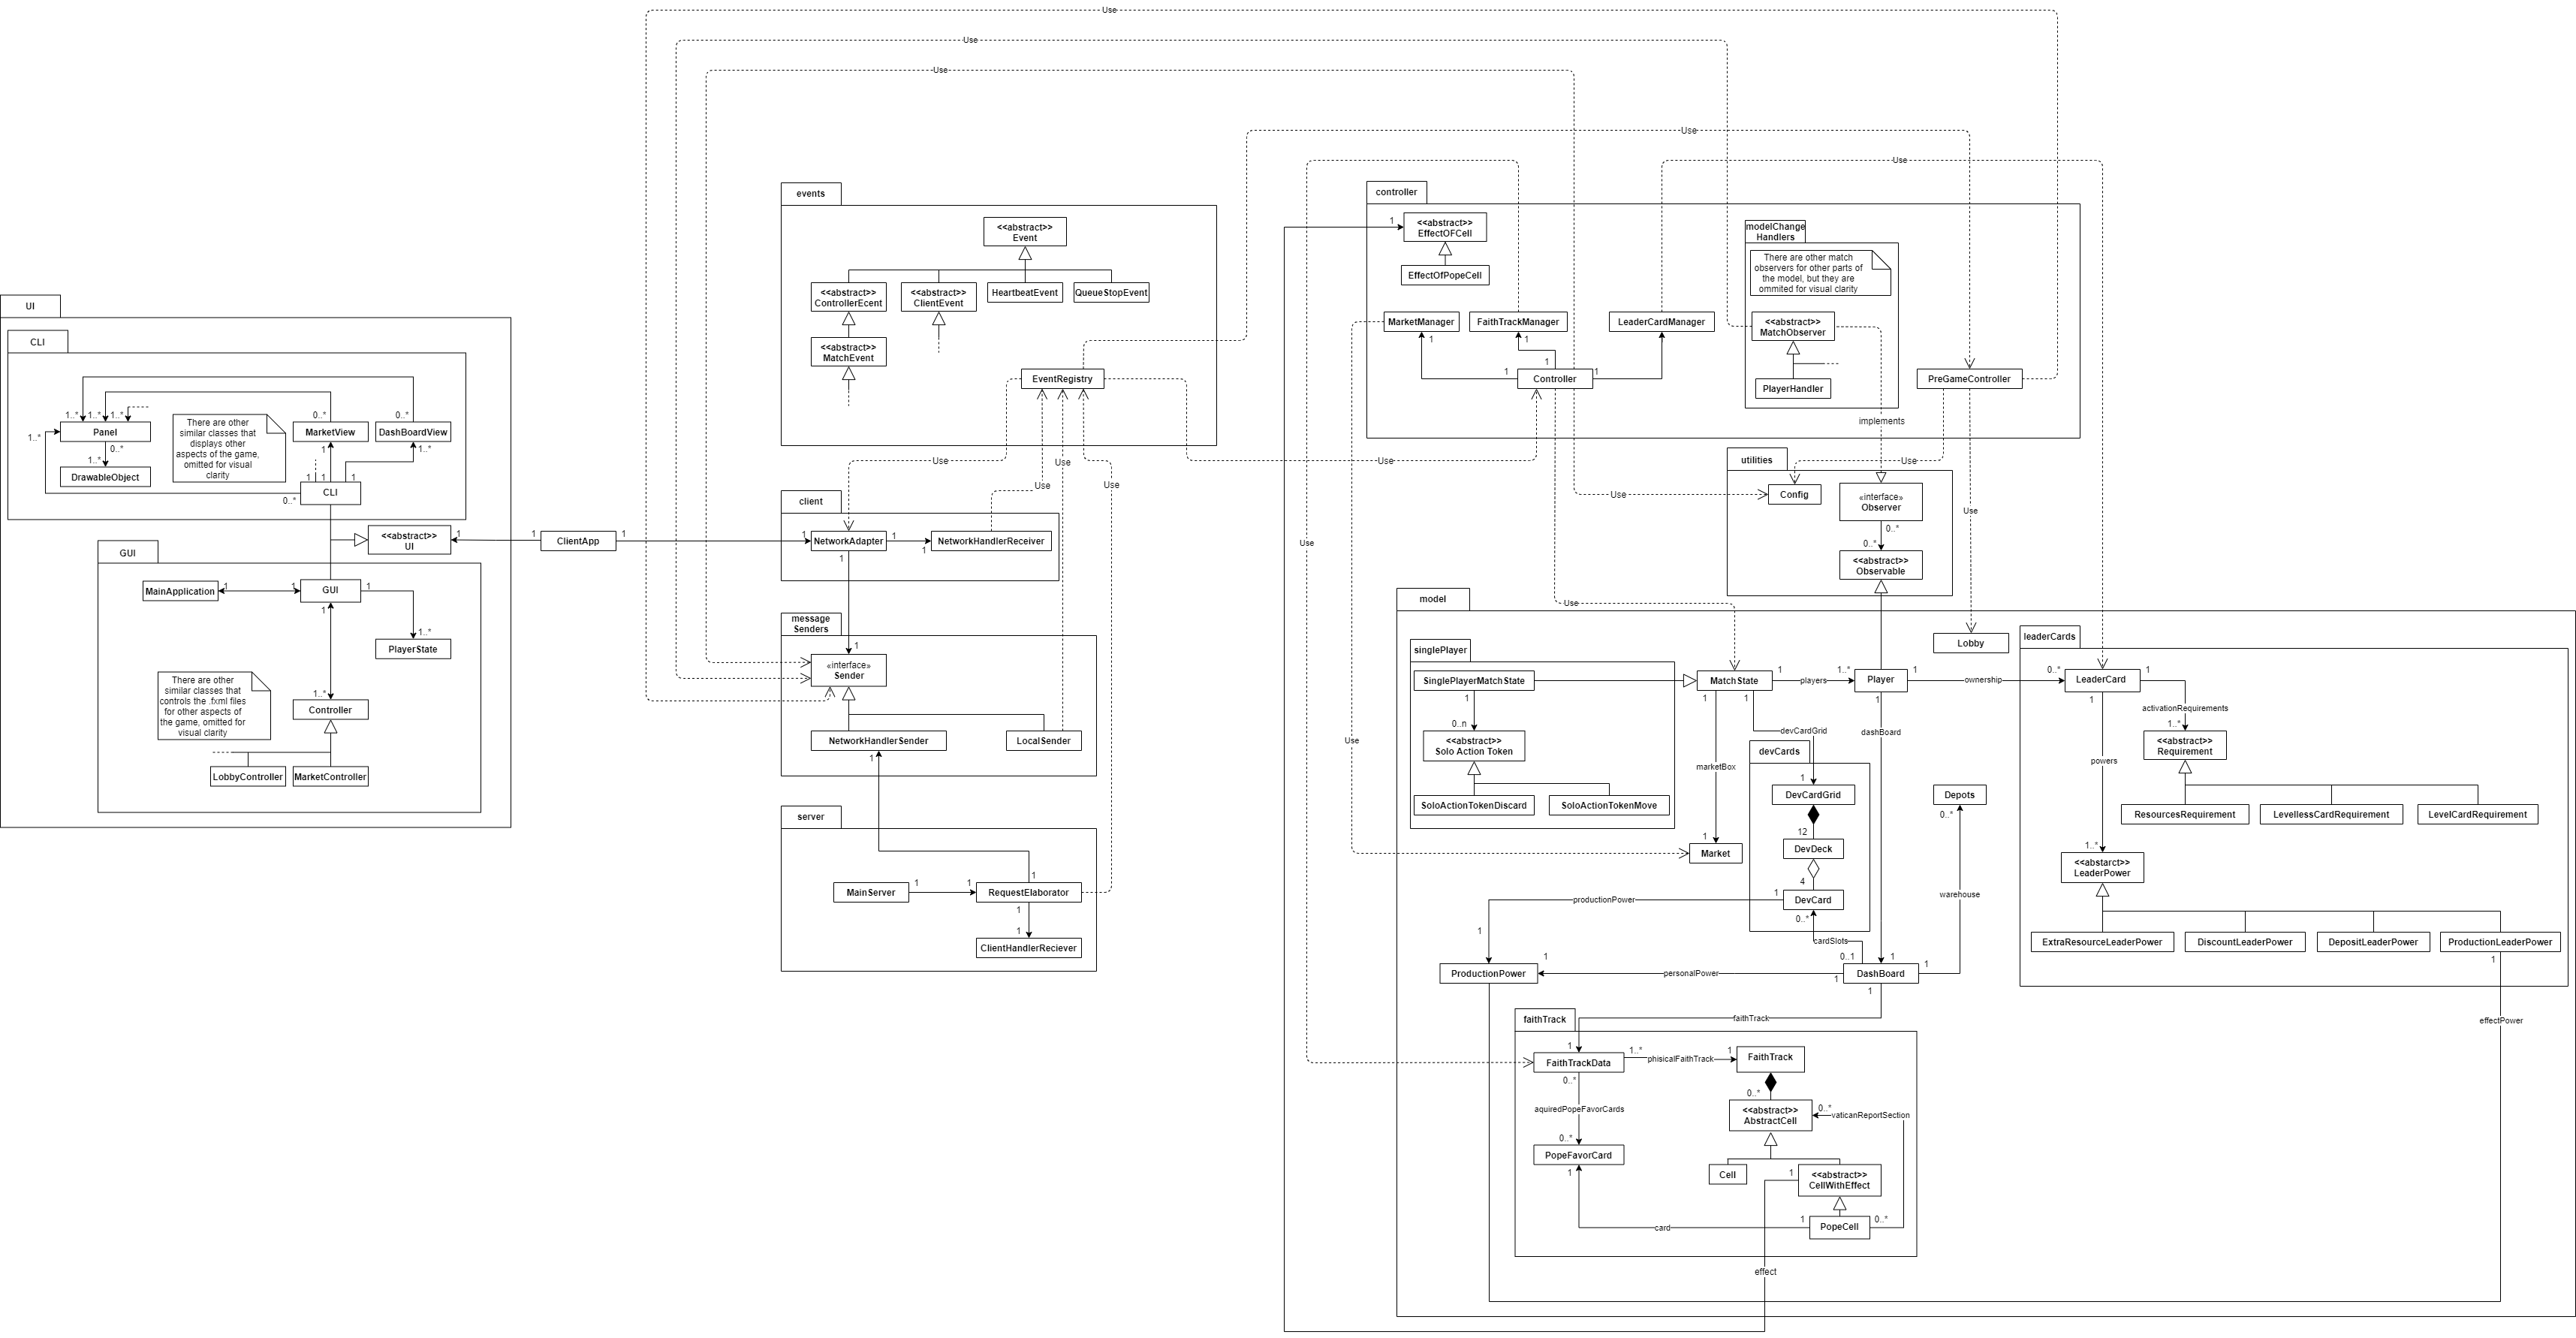 Use
Use
Use
Use
Use
events
<<abstract>>
Event
<<abstract>>
ControllerEcent
<<abstract>>
ClientEvent
HeartbeatEvent
QueueStopEvent
<<abstract>>
MatchEvent
EventRegistry
controller
1
<<abstract>>
EffectOFCell
EffectOfPopeCell
modelChange
Handlers
There are other match
observers for other parts of
the model, but they are
ommited for visual clarity
MarketManager
FaithTrackManager
LeaderCardManager
<<abstract>>
MatchObserver
1
1
1
1
1
Controller
PlayerHandler
PreGameController
implements
Use
Use
Use
Use
Use
Use
Use
UI
CLI
1..*
1..*
1..*
1..*
Panel
0..*
1..*
DrawableObject
There are other
similar classes that
displays other
aspects of the game,
omitted for visual
clarity
0..*
MarketView
0..*
DashBoardView
1
1..*
1
1
1
CLI
0..*
<<abstract>>
UI
1
1
ClientApp
1
GUI
MainApplication
1
1
GUI
1
1
1..*
PlayerState
There are other
similar classes that
controls the .fxml files
for other aspects of
the game, omitted for
visual clarity
1..*
Controller
LobbyController
MarketController
client
1
NetworkAdapter
1
1
NetworkHandlerReceiver
1
message
Senders
1
«interface»
Sender
NetworkHandlerSender
1
LocalSender
server
MainServer
1
1
RequestElaborator
1
1
1
ClientHandlerReciever
utilities
Config
Use
«interface»
Observer
0..*
0..*
<<abstract>>
Observable
Use
Use
Use
Use
model
singlePlayer
SinglePlayerMatchState
1
0..n
<<abstract>>
Solo Action Token
SoloActionTokenDiscard
SoloActionTokenMove
MatchState
1
players
1..*
Player
1
ownership
0..*
1
1
1
devCardGrid
marketBox
1
Market
dashBoard
Lobby
devCards
1
DevCardGrid
12
DevDeck
4
1
DevCard
0..*
productionPower
cardSlots
0..1
1
1
ProductionPower
1
personalPower
1
DashBoard
1
1
warehouse
0..*
Depots
leaderCards
LeaderCard
1
1
activationRequirements
1..*
<<abstract>>
Requirement
ResourcesRequirement
LevellessCardRequirement
LevelCardRequirement
powers
1..*
<<abstarct>>
LeaderPower
ExtraResourceLeaderPower
DiscountLeaderPower
DepositLeaderPower
ProductionLeaderPower
1
effectPower
faithTrack
faithTrack
1
FaithTrackData
1..*
phisicalFaithTrack
1
FaithTrack
0..*
0..*
<<abstract>>
AbstractCell
0..*
vaticanReportSection
aquiredPopeFavorCards
0..*
PopeFavorCard
1
Cell
1
<<abstract>>
CellWithEffect
card
1
PopeCell
0..*
effect